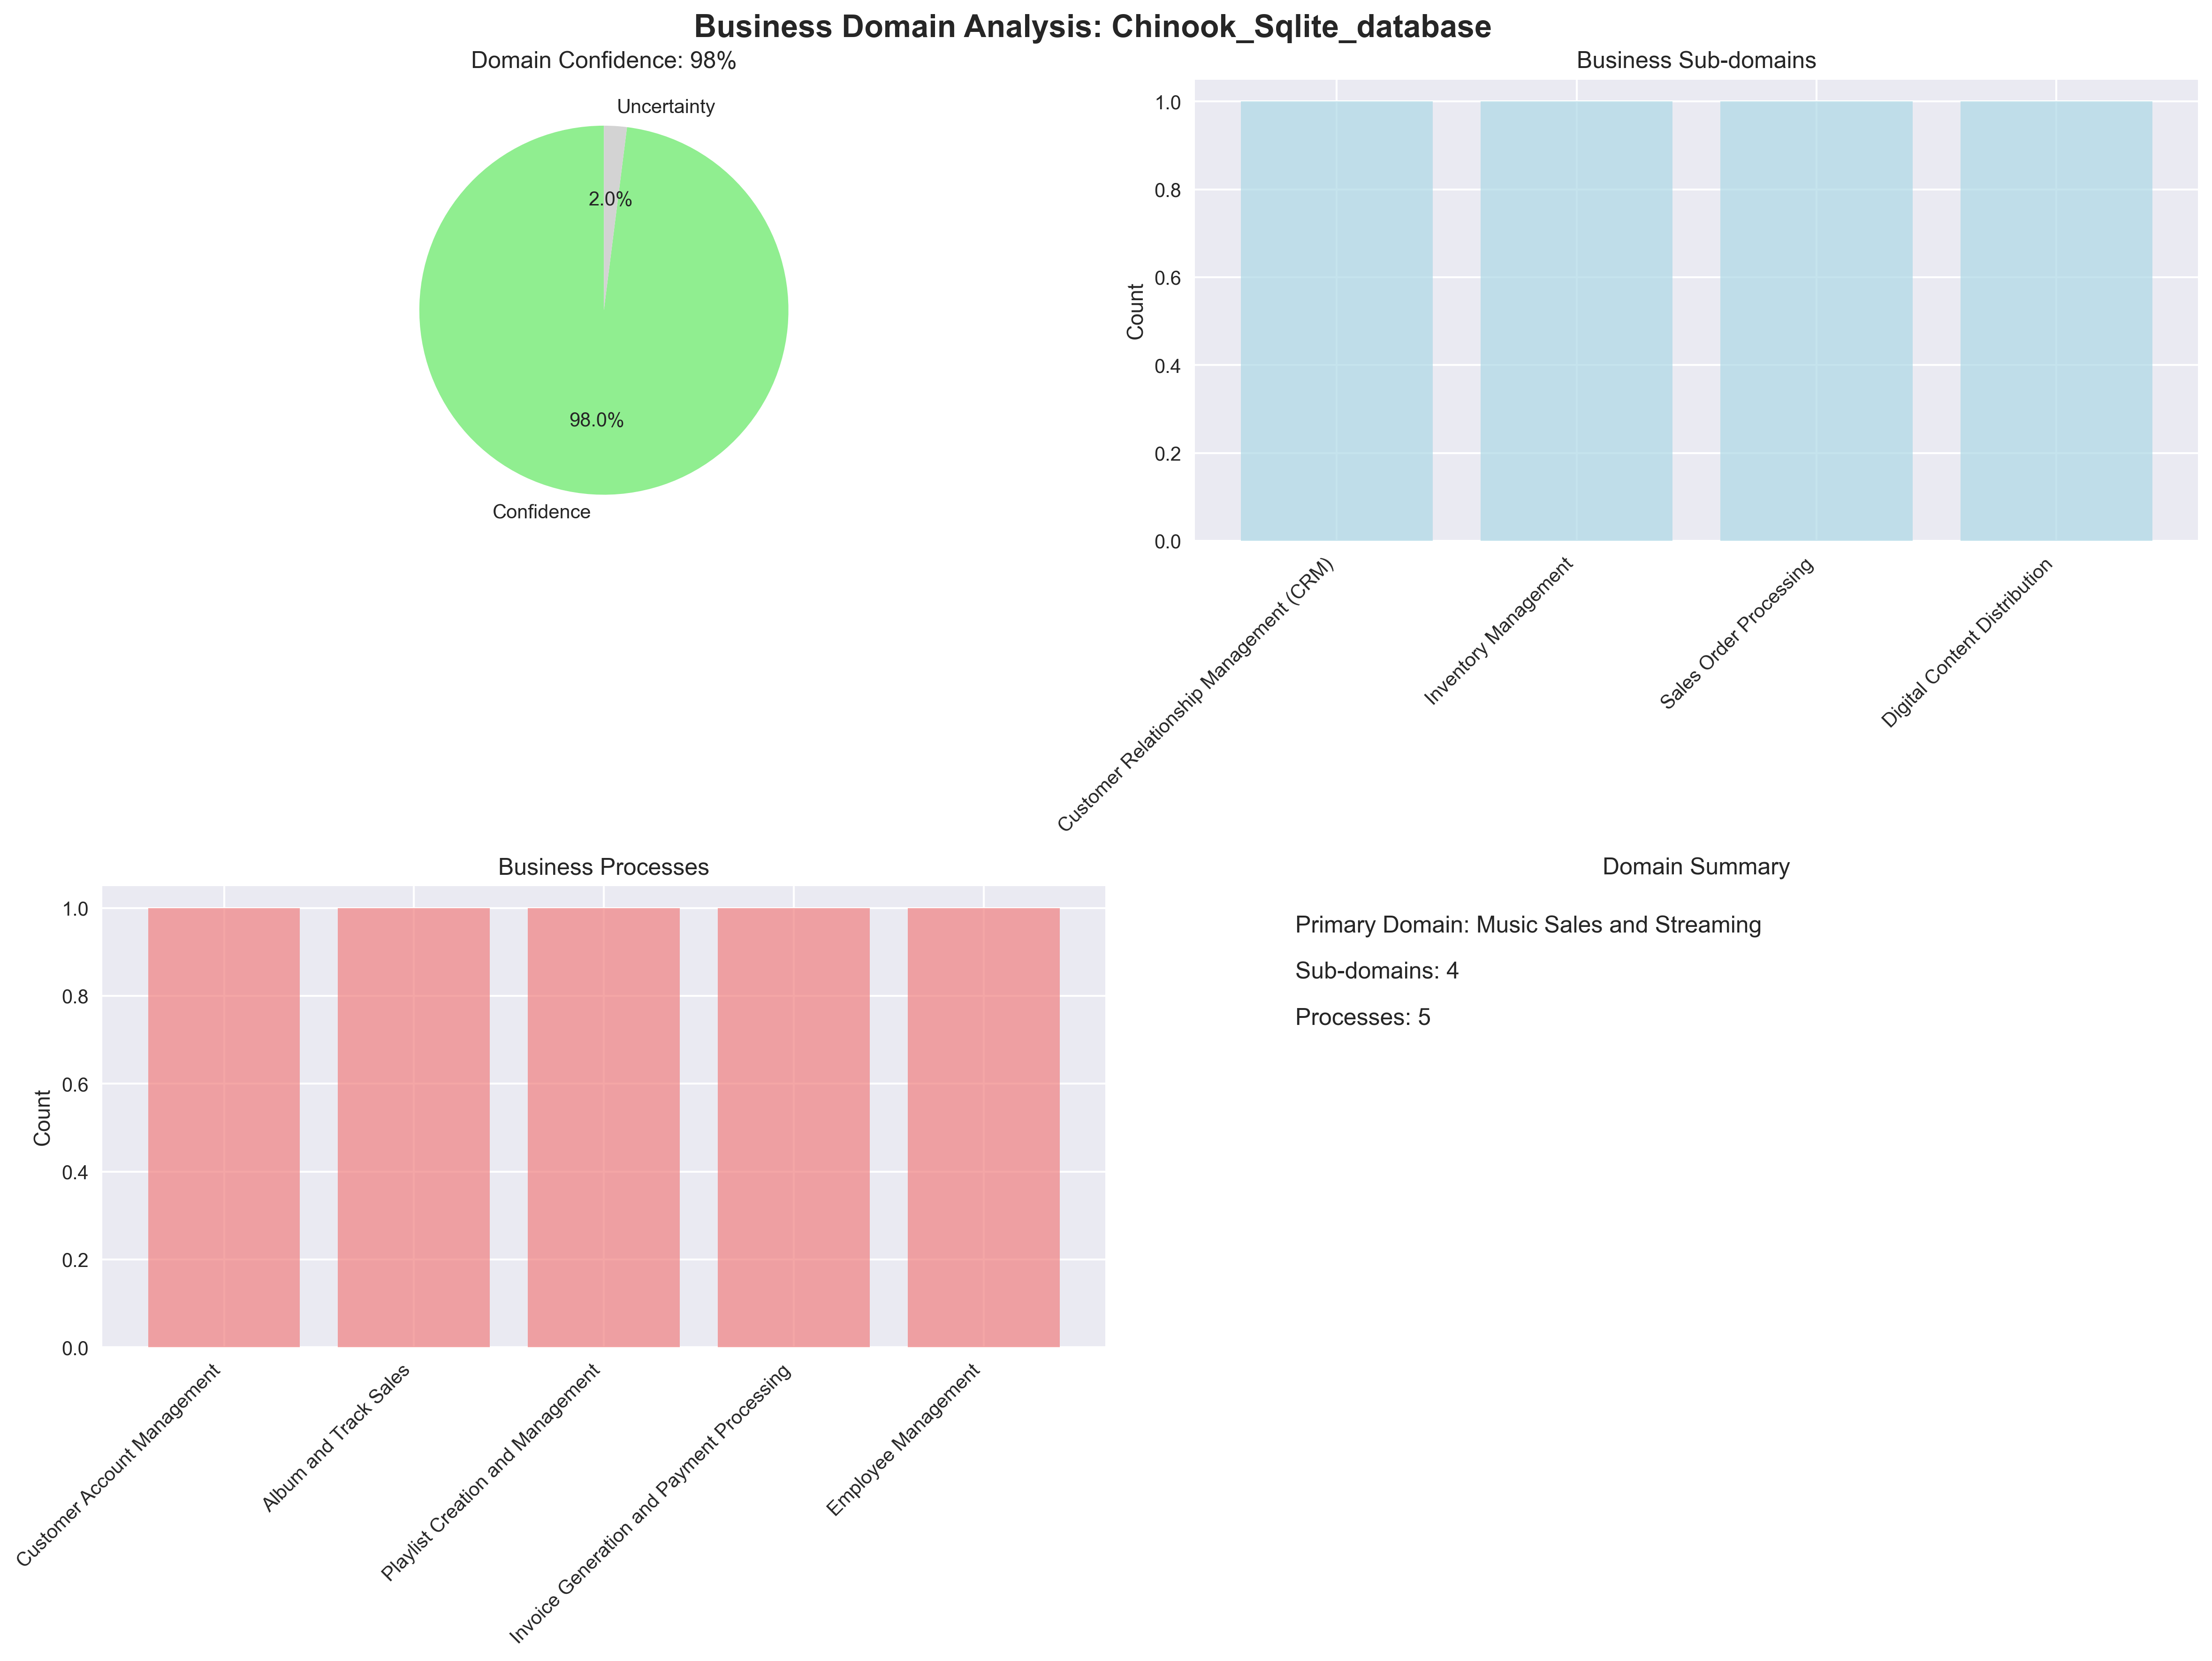 Business Domain Analysis: Chinook_Sqlite_database
Domain Confidence: 98%
Uncertainty
2.0%
98.0%
Confidence
Business Sub-domains
Count
1.0
0.8
0.6
0.4
0.2
0.0
Customer Relationship Management (CRM)
Inventory Management
Sales Order Processing
Digital Content Distribution
Business Processes
Count
1.0
0.8
0.6
0.4
0.2
0.0
Customer Account Management
Album and Track Sales
Playlist Creation and Management
Invoice Generation and Payment Processing
Employee Management
Domain Summary
Primary Domain: Music Sales and Streaming
Sub-domains: 4
Processes: 5